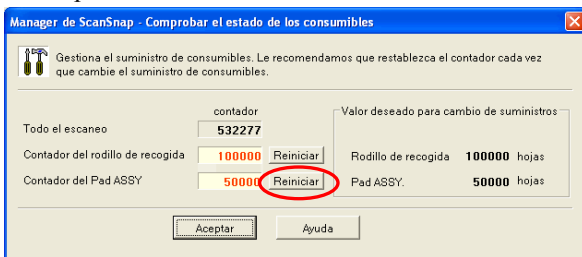 Manager de ScanSnap - Comprobar el estado de los consumibles
Gestiona el suministro de consumibles. Le recomendamos que restablezca el contador cada vez
que cambie el suministro de consumibles.
contador
Valor deseado para cambio de suministros
Todo el escaneo 532277
Contador del rodillo de recogida 100000 Reiniciar Rodillo de recogida 100000 hojas
Contador del Pad ASSY 50000 Reiniciar Pad ASSY. 50000 hojas
Aceptar Ayuda